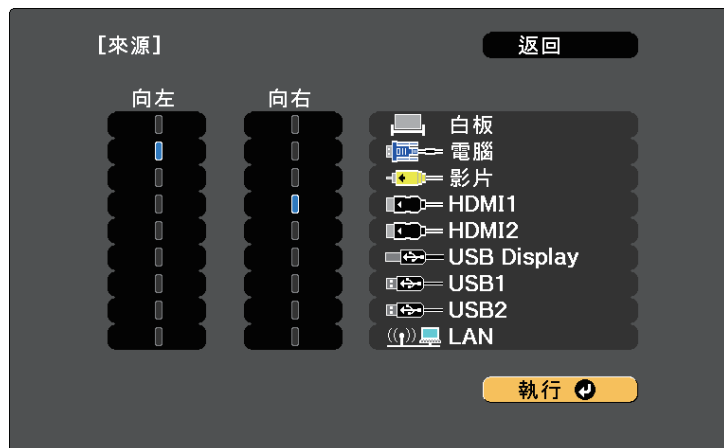 [來源]
返回
向左 向右
白板
電腦
影片
HDMI1
HDMI2
USB Display
USB1
USB2
LAN
執行